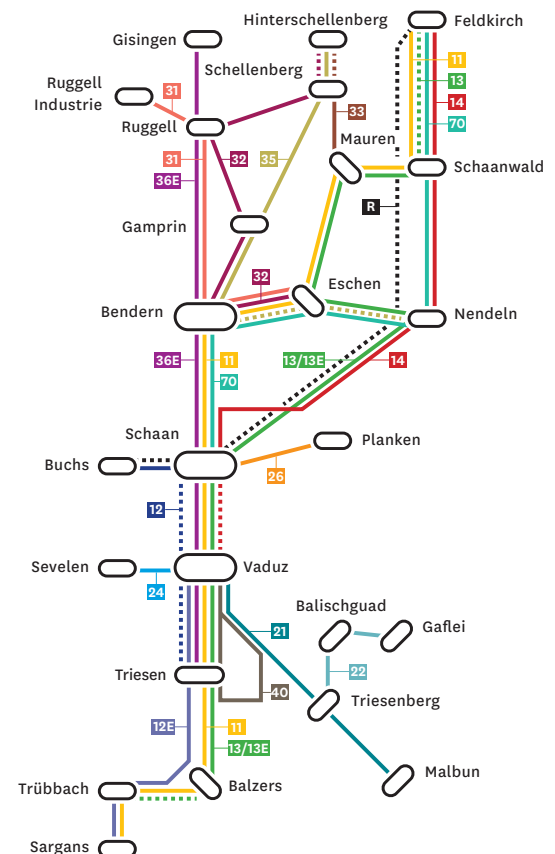 Hinterschellenberg
Feldkirch
Gisingen
11
Schellenberg
13
Ruggell
Industrie
31
14
33
70
Ruggell
Mauren
31
32
35
Schaanwald
36E
R
Gamprin
32
Eschen
Bendern
Nendeln
36E
11
13/13E
14
70
Schaan
Planken
Buchs
26
12
Sevelen
Vaduz
24
Balischguad
21
Gaflei
22
Triesen
40
Triesenberg
12E
11
13/13E
Malbun
Trübbach
Balzers
Sargans